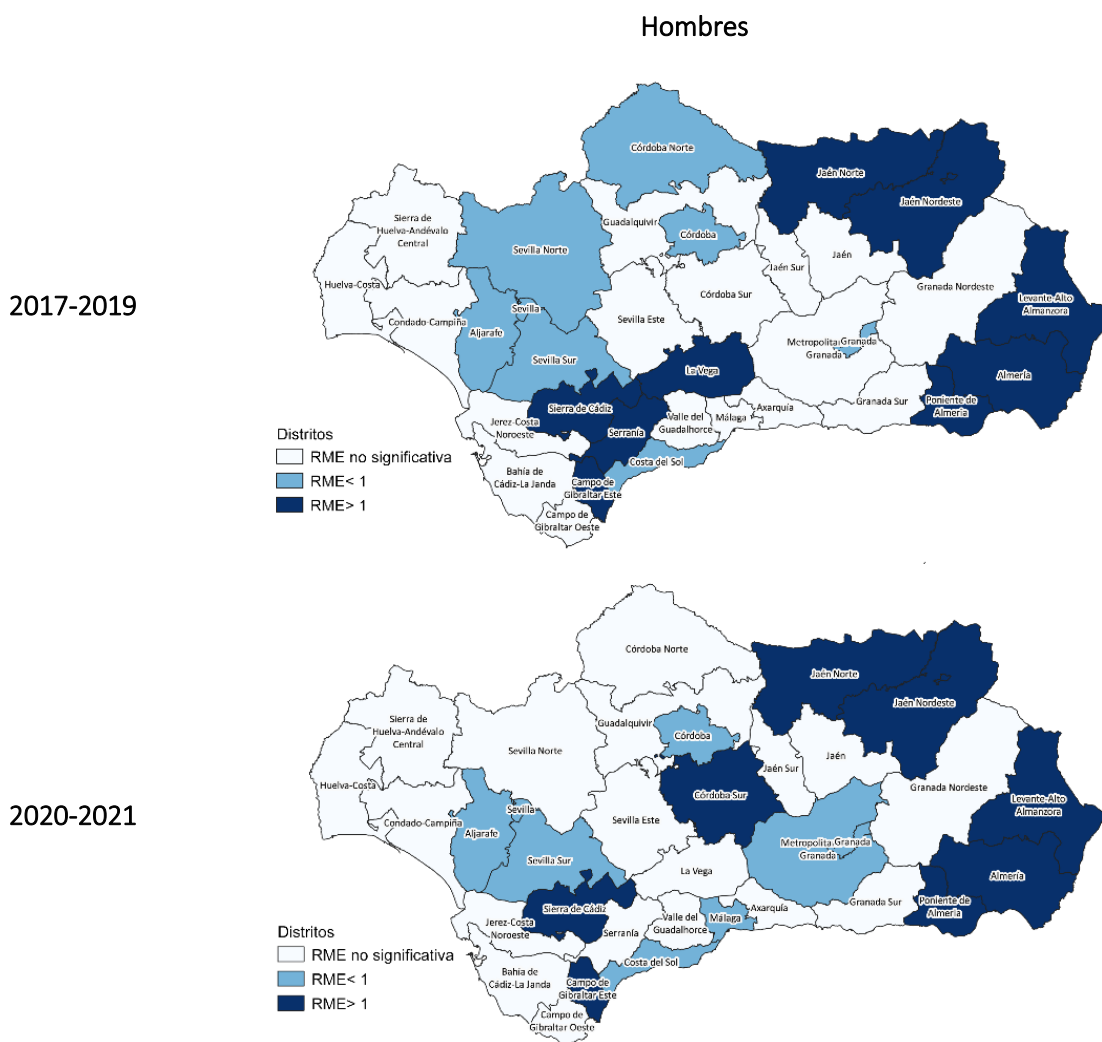 Hombres
2017-2019
Córdoba Norte
Jaén Norte
Jaén Nordeste
Sierra de
Huelva-Andévalo
Central
Guadalquivir
Córdoba
Sevilla Norte
Jaén Sur
Jaén
Huelva-Costa
Granada Nordeste
Córdoba Sur
Levante-Alto
Almanzora
Condado-Campiña
Aljarafe
Sevilla
Sevilla Este
Metropolita
Granada
Granada
Sevilla Sur
La Vega
Almería
Sierra de Cádiz
Serranía
Valle del
Guadalhorce
Málaga
Axarquía
Granada Sur
Poniente de
Almería
Jerez-Costa
Noroeste
Costa del Sol
Bahía de
Cádiz-La Janda
Campo de
Gibraltar Este
Campo de
Gibraltar Oeste
Distritos
RME no significativa
RME< 1
RME> 1
2020-2021
Córdoba Norte
Jaén Norte
Jaén Nordeste
Sierra de
Huelva-Andévalo
Central
Guadalquivir
Córdoba
Sevilla Norte
Jaén Sur
Jaén
Huelva-Costa
Granada Nordeste
Córdoba Sur
Levante-Alto
Almanzora
Condado-Campiña
Aljarafe
Sevilla
Sevilla Este
Metropolita
Granada
Granada
Sevilla Sur
La Vega
Almería
Sierra de Cádiz
Serranía
Valle del
Guadalhorce
Málaga
Axarquía
Granada Sur
Poniente de
Almería
Jerez-Costa
Noroeste
Costa del Sol
Bahía de
Cádiz-La Janda
Campo de
Gibraltar Este
Campo de
Gibraltar Oeste
Distritos
RME no significativa
RME< 1
RME> 1